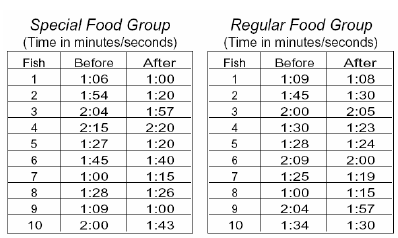 Special Food Group
(Time in minutes/seconds)
Fish Before After
1 1:06 1:00
2 1:54 1:20
3 2:04 1:57
4 2:15 2:20
5 1:27 1:20
6 1:45 1:40
7 1:00 1:15
8 1:28 1:26
9 1:09 1:00
10 2:00 1:43
Regular Food Group
(Time in minutes/seconds)
Fish Before After
1 1:09 1:08
2 1:45 1:30
3 2:00 2:05
4 1:30 1:23
5 1:28 1:24
6 2:09 2:00
7 1:25 1:19
8 1:00 1:15
9 2:04 1:57
10 1:34 1:30